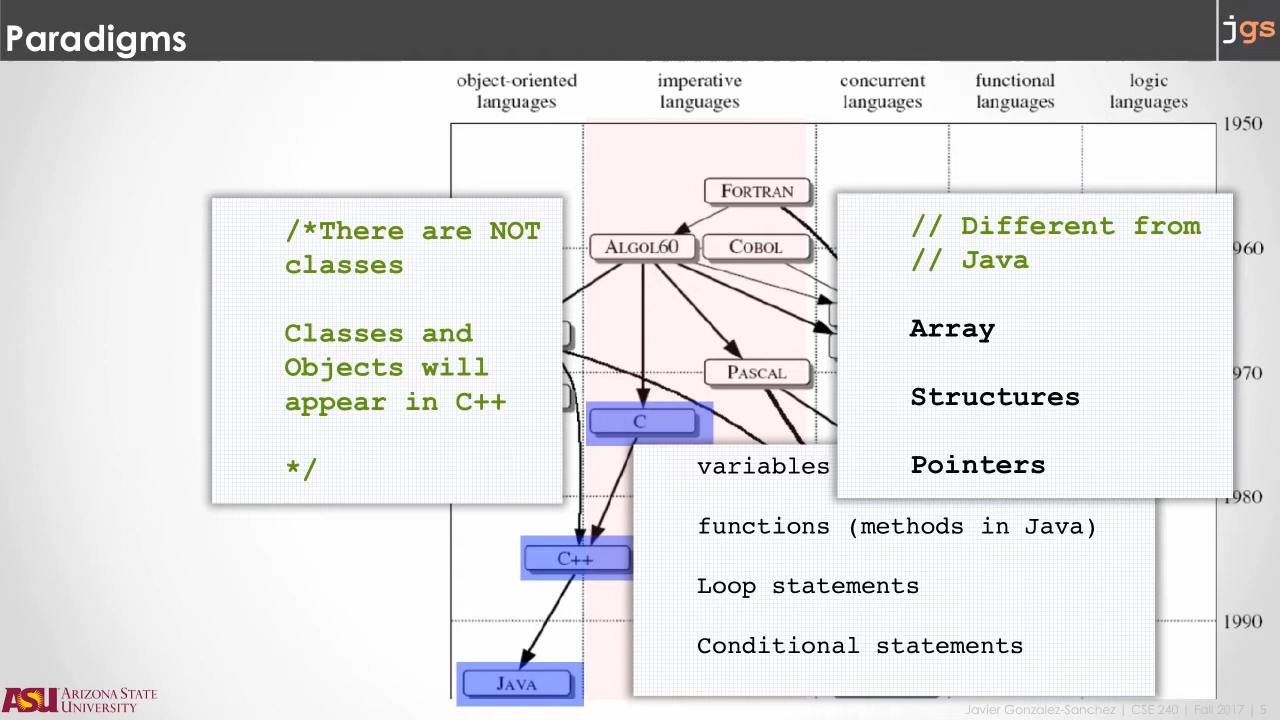 Paradigms
jgs
object-oriented
languages
imperative
languages
concurrent
languages
functional
languages
logic
languages
1950
FORTRAN
ALGOL60
COBOL
960
PASCAL
970
C
1980
C++
1990
JAVA
/*There are NOT
classes
Classes and
Objects will
appear in C++
*/
// Different from
// Java
Array
Structures
Pointers
variables
functions (methods in Java)
Loop statements
Conditional statements
ASU ARIZONA STATE
UNIVERSITY
Javier Gonzalez-Sanchez | CSE 240 | Fall 2017 | 5